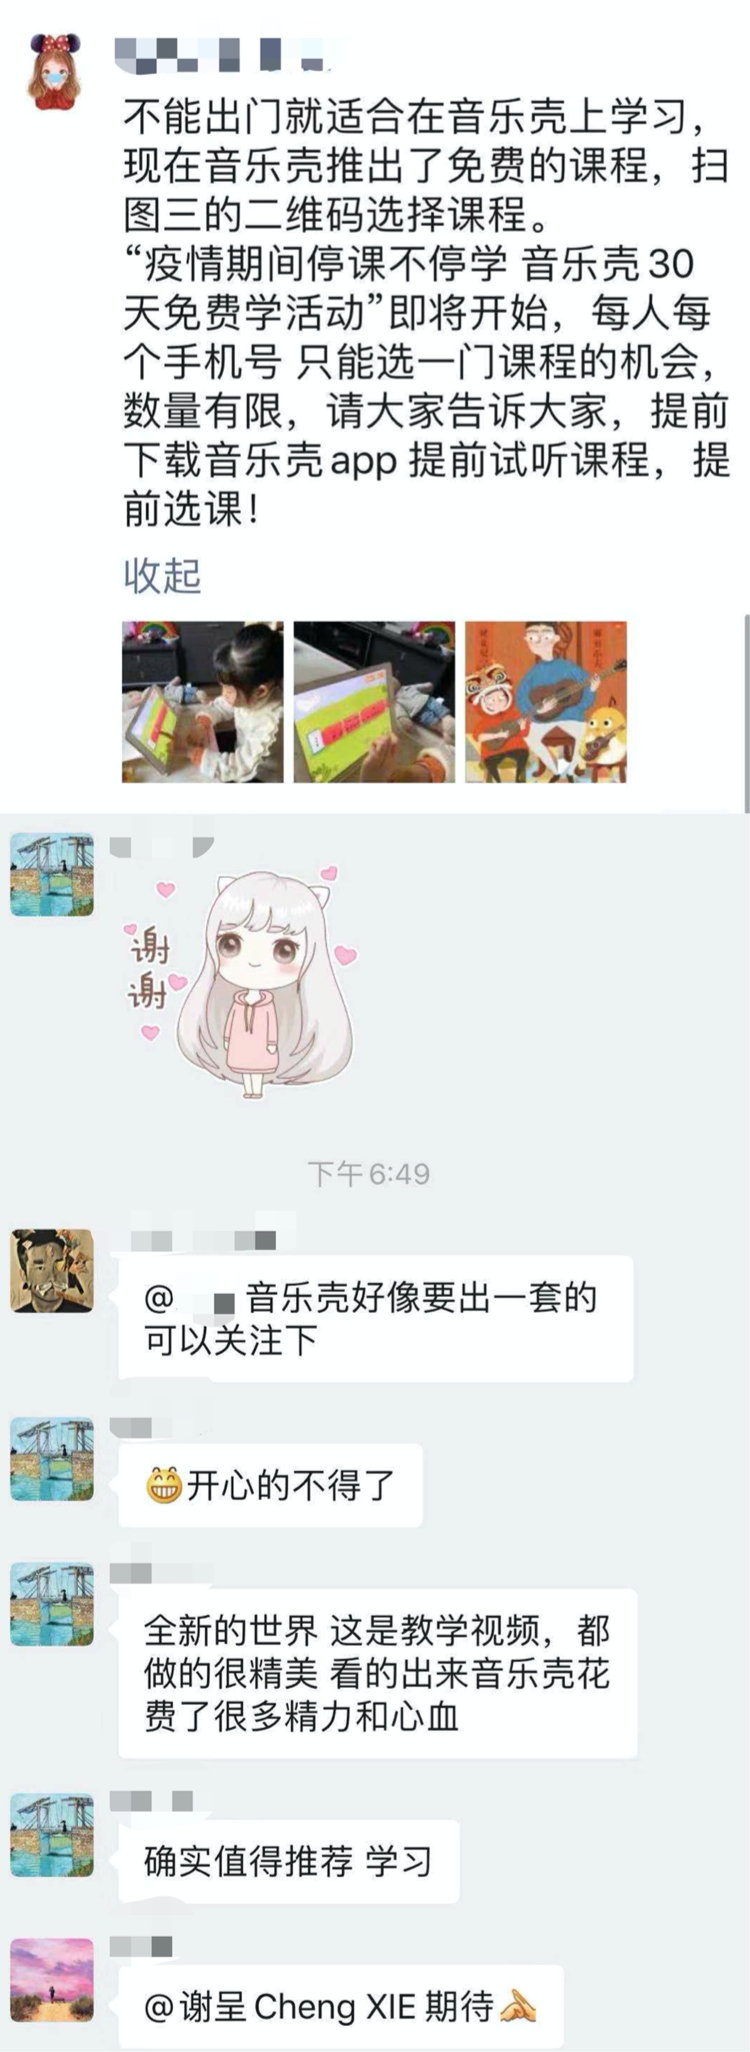 不能出门就适合在音乐壳上学习，
现在音乐壳推出了免费的课程，扫
图三的二维码选择课程。
“疫情期间停课不停学 音乐壳30
天免费学活动”即将开始，每人每
个手机号 只能选一门课程的机会，
数量有限，请大家告诉大家，提前
下载音乐壳app 提前试听课程，提
前选课！
收起
谢
谢
下午6:49
@ 音乐壳好像要出一套的
可以关注下
😁开心的不得了
全新的世界 这是教学视频，都
做的很精美 看的出来音乐壳花
费了很多精力和心血
确实值得推荐 学习
@谢呈Cheng XIE 期待